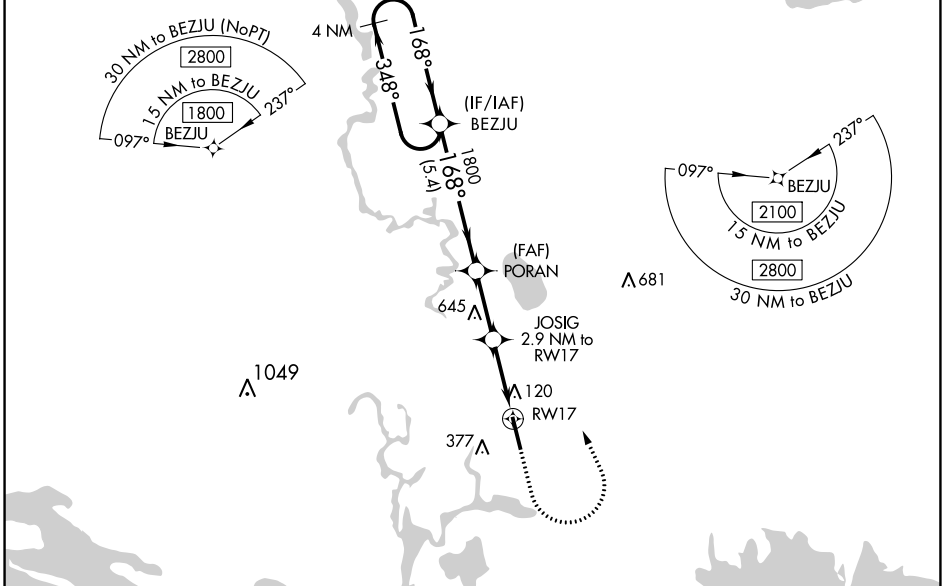 30 NM to BEZJU (NoPT)
2800
15 NM to BEZJU
1800
BEZJU
097°
237°
4 NM
348°
168°
(IF/IAF)
BEZJU
1800
168°
(5.4)
(FAF)
PORAN
645
681
JOSIG
2.9 NM to
RW17
120
RW17
377
1049
097°
237°
BEZJU
2100
15 NM to BEZJU
2800
30 NM to BEZJU